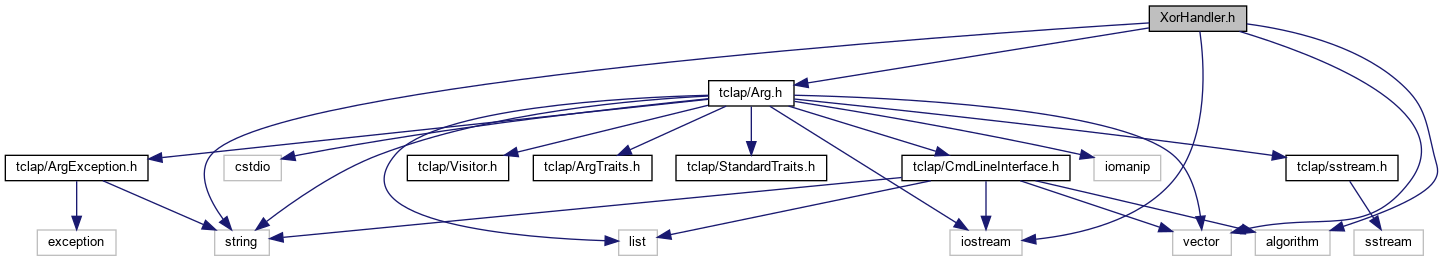 XorHandler.h
tclap/Arg.h
tclap/ArgException.h
cstdio
tclap/Visitor.h
tclap/ArgTraits.h
tclap/StandardTraits.h
tclap/CmdLineInterface.h
iomanip
tclap/sstream.h
exception
string
list
iostream
vector
algorithm
sstream